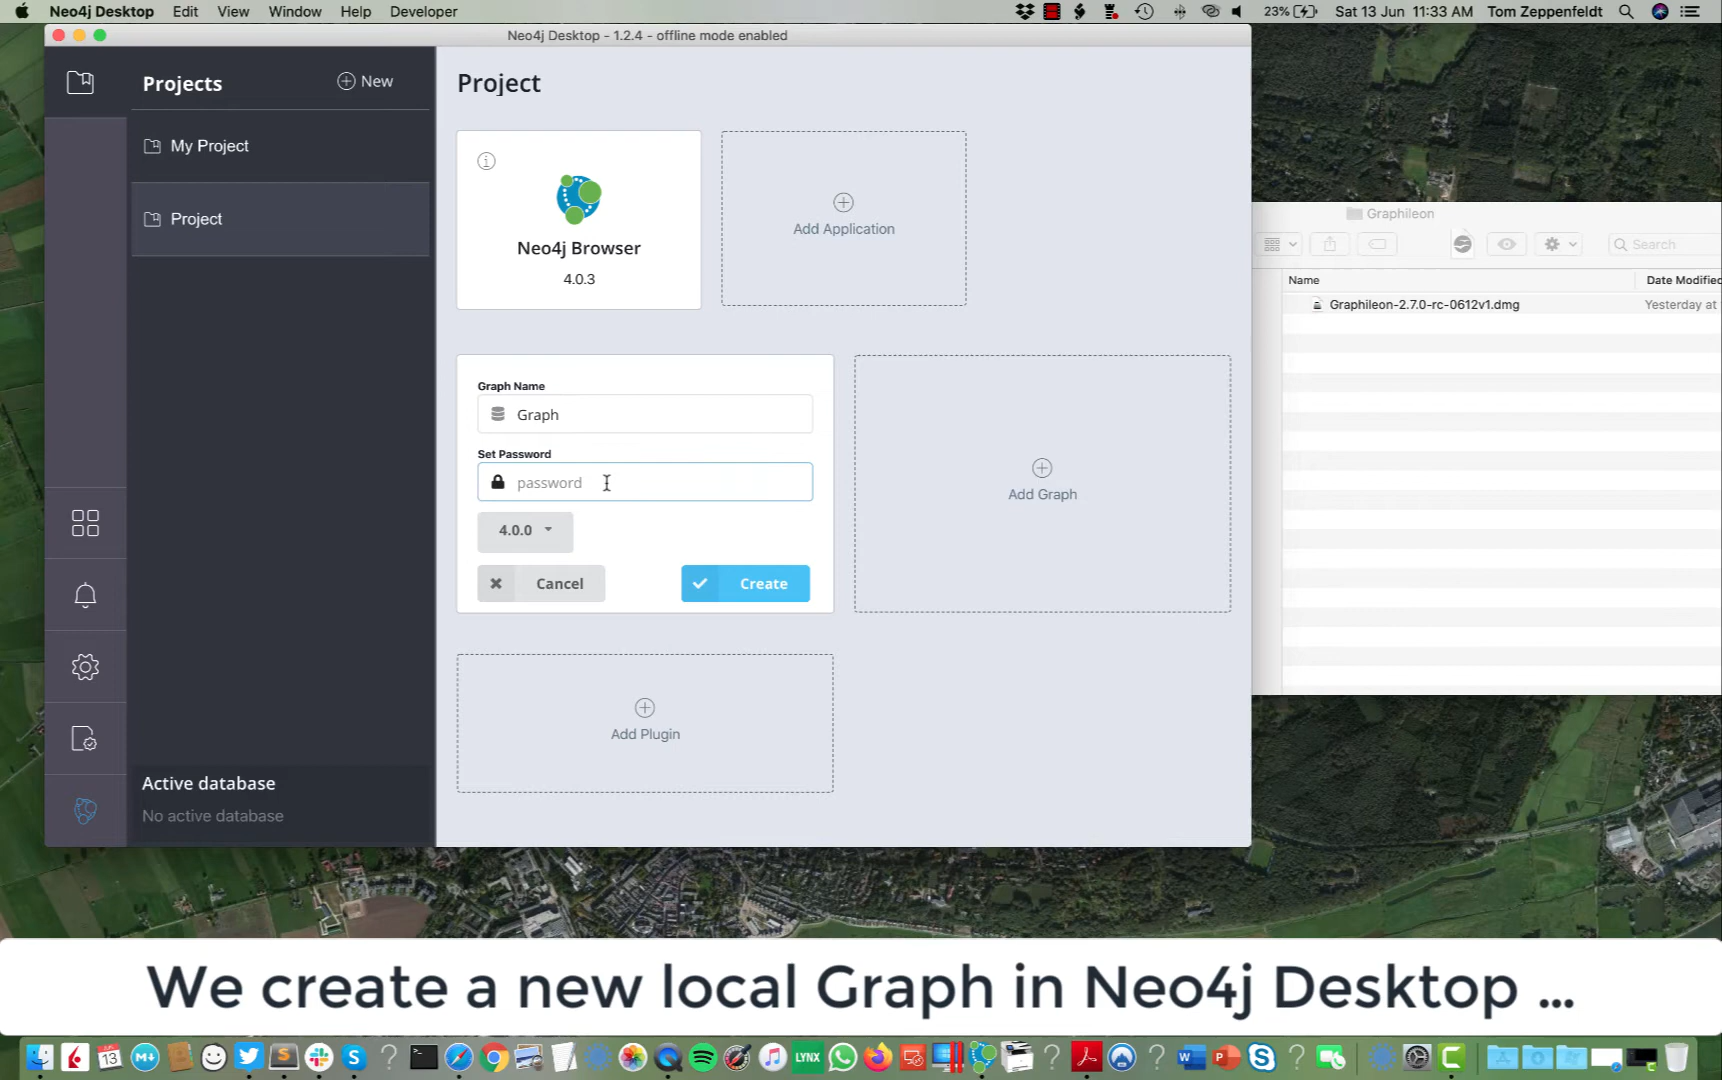 Neo4j Desktop Edit View Window Help Developer 23% Sat 13 Jun 11:33 AM Tom Zeppenfeldt
Neo4j Desktop - 1.2.4 - offline mode enabled
Projects
New
My Project
Project
Active database
No active database
Project
Neo4j Browser
4.0.3
Add Application
Graph Name
Graph
Set Password
password
4.0.0
Cancel
Create
Add Graph
Add Plugin
Graphileon
Search
Name Date Modified
Graphileon-2.7.0-rc-0612v1.dmg Yesterday at
We create a new local Graph in Neo4j Desktop ...
JUN
13
M+
LYNX
W
P